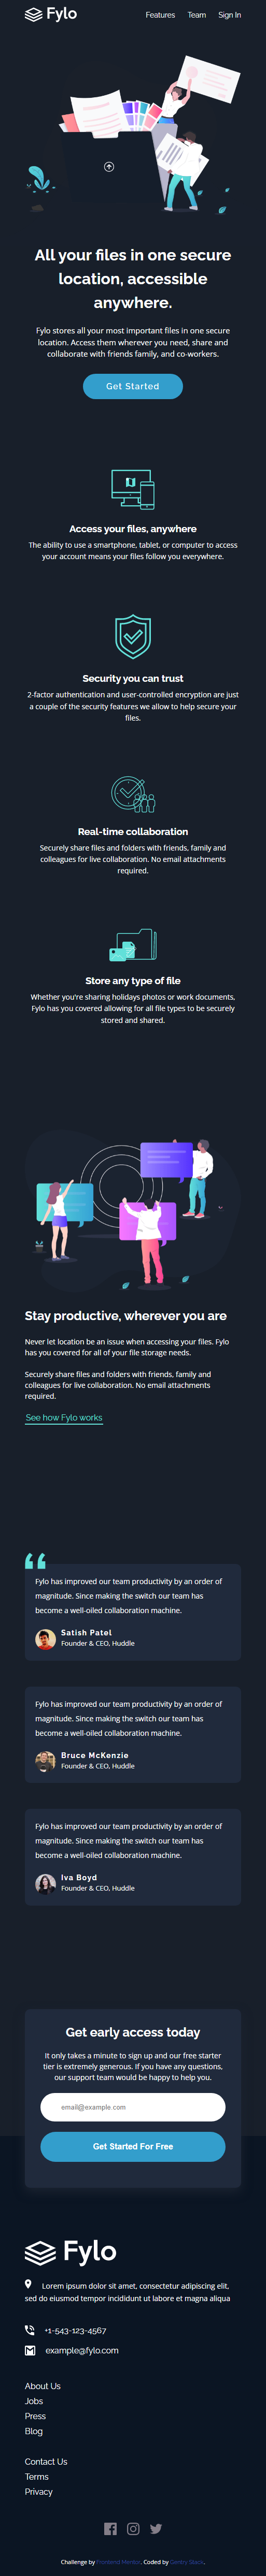 Fylo
Features Team Sign In
All your files in one secure
location, accessible
anywhere.
Fylo stores all your most important files in one secure
location. Access them wherever you need, share and
collaborate with friends family, and co-workers.
Get Started
Access your files, anywhere
The ability to use a smartphone, tablet, or computer to access
your account means your files follow you everywhere.
Security you can trust
2-factor authentication and user-controlled encryption are just
a couple of the security features we allow to help secure your
files.
Real-time collaboration
Securely share files and folders with friends, family and
colleagues for live collaboration. No email attachments
required.
Store any type of file
Whether you're sharing holidays photos or work documents,
Fylo has you covered allowing for all file types to be securely
stored and shared.
Stay productive, wherever you are
Never let location be an issue when accessing your files. Fylo
has you covered for all of your file storage needs.
Securely share files and folders with friends, family and
colleagues for live collaboration. No email attachments
required.
See how Fylo works
Fylo has improved our team productivity by an order of
magnitude. Since making the switch our team has
become a well-oiled collaboration machine.
Satish Patel
Founder & CEO, Huddle
Fylo has improved our team productivity by an order of
magnitude. Since making the switch our team has
become a well-oiled collaboration machine.
Bruce McKenzie
Founder & CEO, Huddle
Fylo has improved our team productivity by an order of
magnitude. Since making the switch our team has
become a well-oiled collaboration machine.
Iva Boyd
Founder & CEO, Huddle
Get early access today
It only takes a minute to sign up and our free starter
tier is extremely generous. If you have any questions,
our support team would be happy to help you.
email@example.com
Get Started For Free
Fylo
Lorem ipsum dolor sit amet, consectetur adipiscing elit,
sed do eiusmod tempor incididunt ut labore et magna aliqua
+1-543-123-4567
example@fylo.com
About Us
Jobs
Press
Blog
Contact Us
Terms
Privacy
Challenge by Frontend Mentor. Coded by